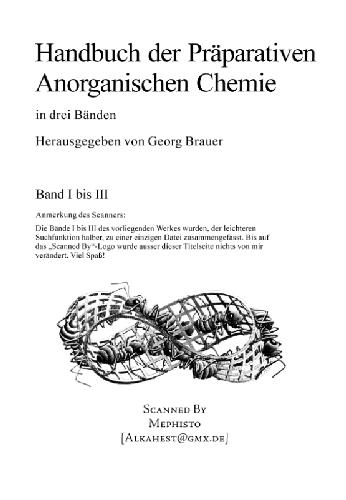 Handbuch der Präparativen
Anorganischen Chemie
in drei Bänden
Herausgegeben von Georg Brauer
Band I bis III
Anmerkung des Scanners:
Die Bände I bis III des vorliegenden Werkes wurden, der leichteren
Suchfunktion halber, zu einer einzigen Datei zusammengefasst. Bis auf
das „Scanned By“-Logo wurde ausser dieser Titelseite nichts von mir
verändert. Viel Spaß!
Scanned By
Mephisto
[Alkahest@gmx.de]